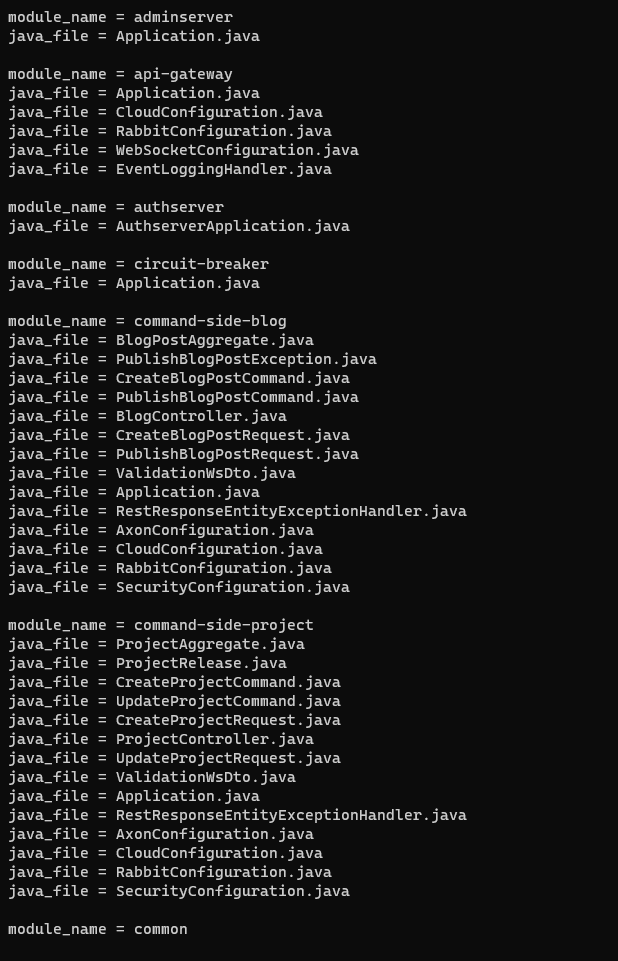 module_name = adminserver
java_file = Application.java

module_name = api-gateway
java_file = Application.java
java_file = CloudConfiguration.java
java_file = RabbitConfiguration.java
java_file = WebSocketConfiguration.java
java_file = EventLoggingHandler.java

module_name = authserver
java_file = AuthserverApplication.java

module_name = circuit-breaker
java_file = Application.java

module_name = command-side-blog
java_file = BlogPostAggregate.java
java_file = PublishBlogPostException.java
java_file = CreateBlogPostCommand.java
java_file = PublishBlogPostCommand.java
java_file = BlogController.java
java_file = CreateBlogPostRequest.java
java_file = PublishBlogPostRequest.java
java_file = ValidationWsDto.java
java_file = Application.java
java_file = RestResponseEntityExceptionHandler.java
java_file = AxonConfiguration.java
java_file = CloudConfiguration.java
java_file = RabbitConfiguration.java
java_file = SecurityConfiguration.java

module_name = command-side-project
java_file = ProjectAggregate.java
java_file = ProjectRelease.java
java_file = CreateProjectCommand.java
java_file = UpdateProjectCommand.java
java_file = CreateProjectRequest.java
java_file = ProjectController.java
java_file = UpdateProjectRequest.java
java_file = ValidationWsDto.java
java_file = Application.java
java_file = RestResponseEntityExceptionHandler.java
java_file = AxonConfiguration.java
java_file = CloudConfiguration.java
java_file = RabbitConfiguration.java
java_file = SecurityConfiguration.java

module_name = common